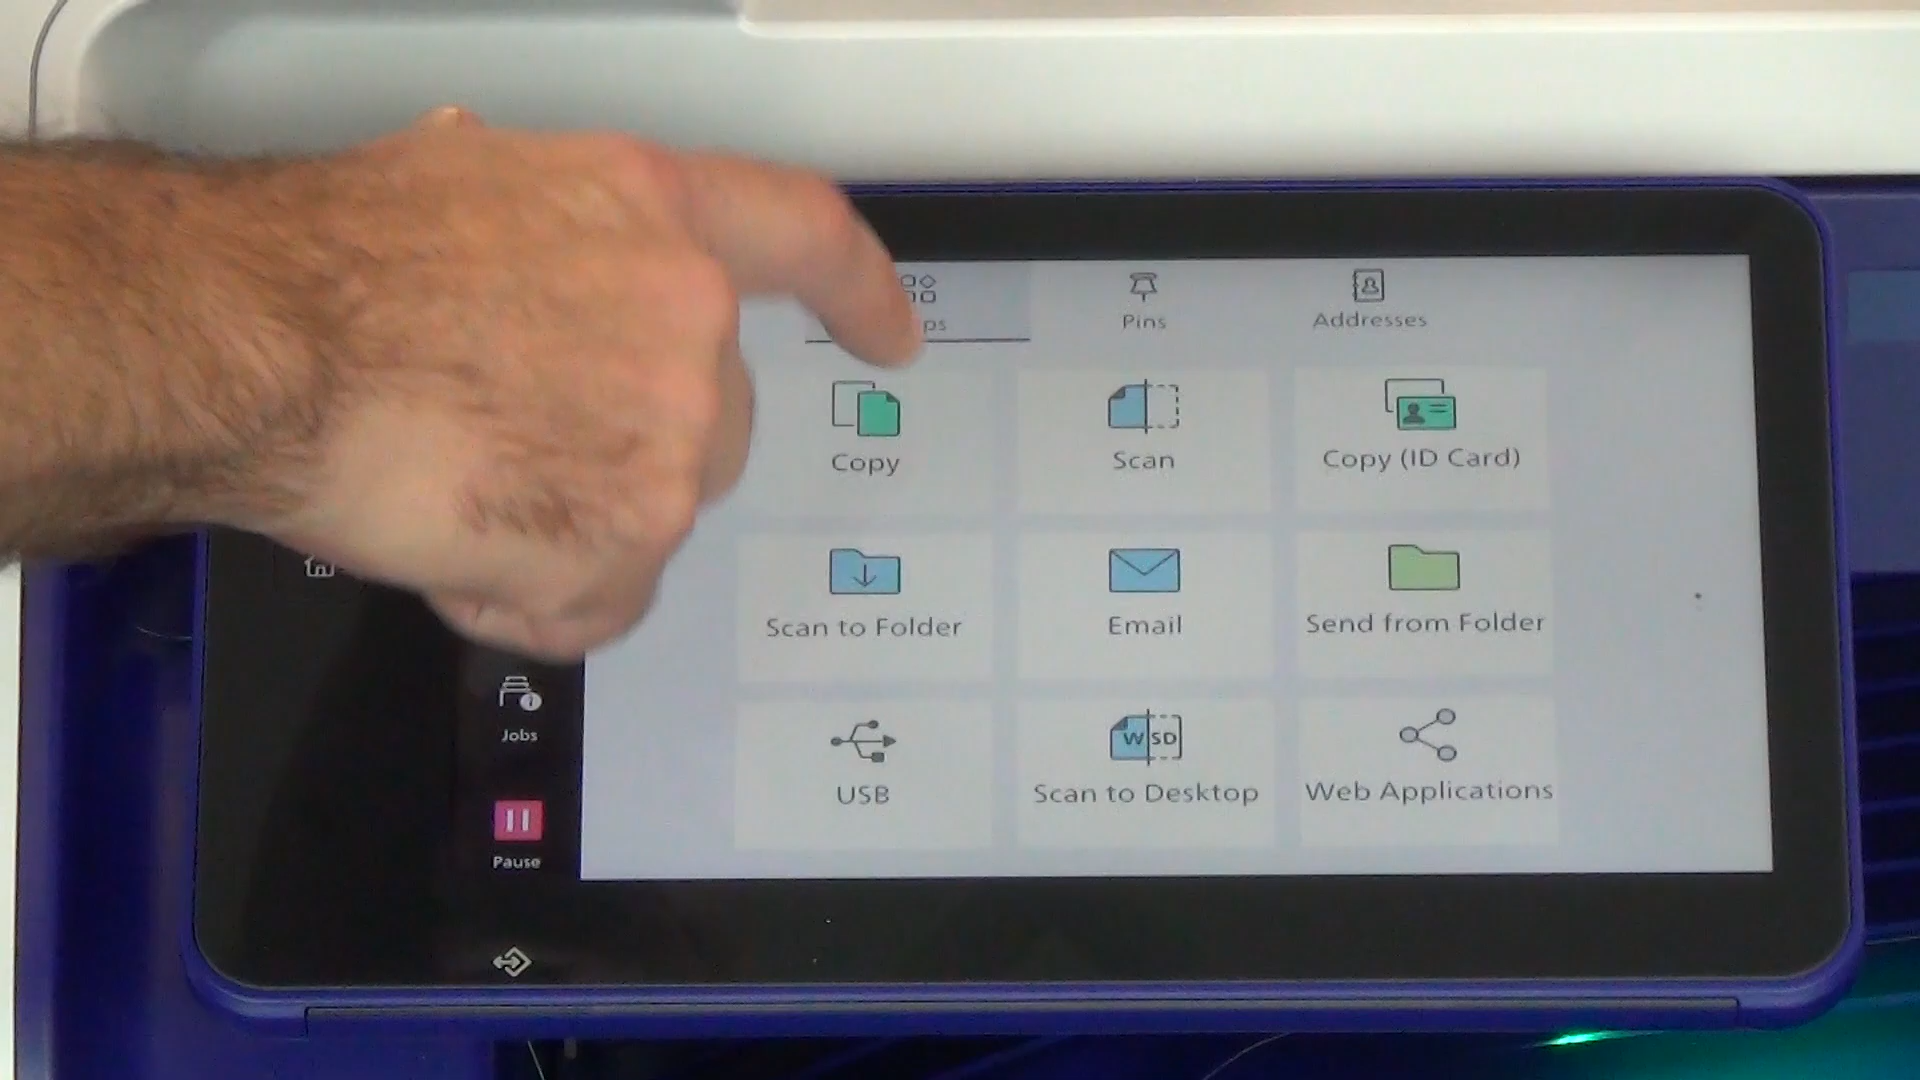 Pins
Addresses
Copy
Scan
Copy (ID Card)
Scan to Folder
Email
Send from Folder
Jobs
USB
WSD
Scan to Desktop
Web Applications
Pause